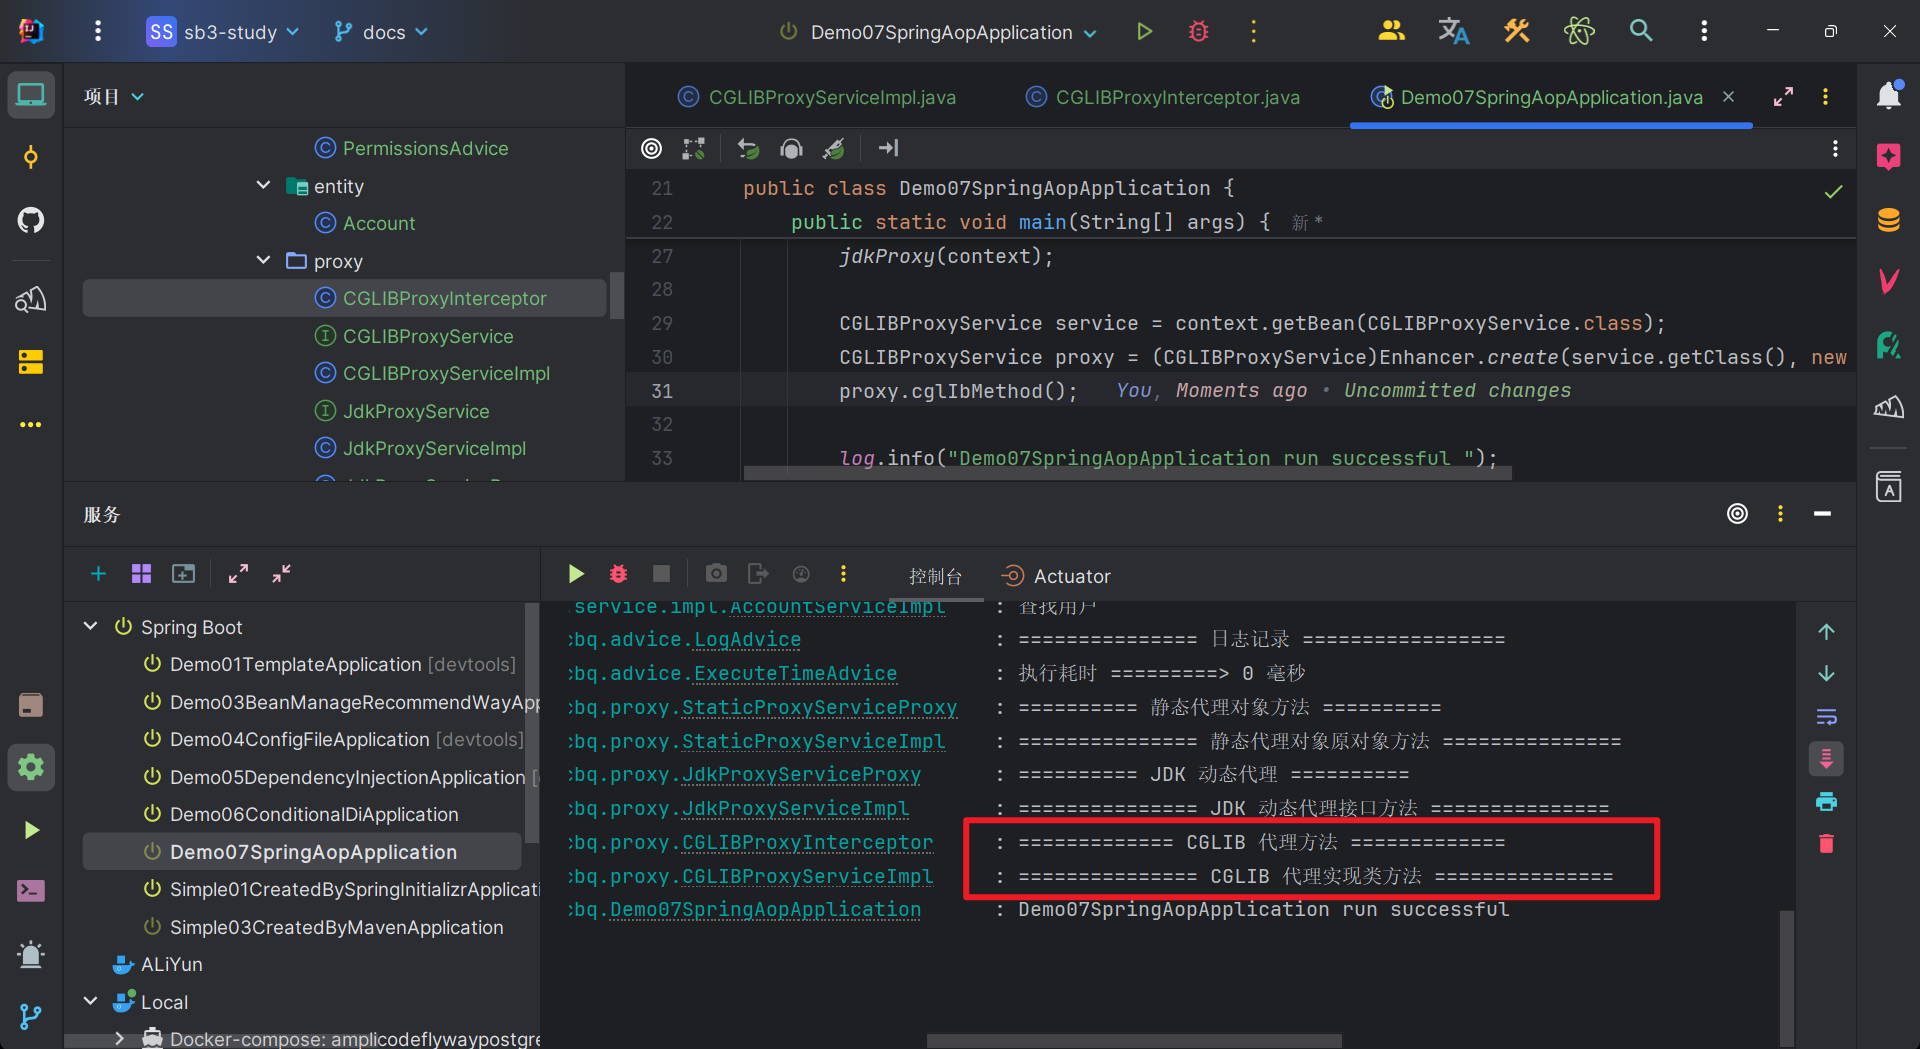 SS sb3-study docs Demo07SpringAopApplication
项目
CGLIBProxyServiceImpl.java CGLIBProxyInterceptor.java Demo07SpringAopApplication.java
PermissionsAdvice
entity
Account
proxy
CGLIBProxyInterceptor
CGLIBProxyService
CGLIBProxyServiceImpl
JdkProxyService
JdkProxyServiceImpl
21 public class Demo07SpringAopApplication {
22 public static void main(String[] args) { 新 *
27 jdkProxy(context);
28
29 CGLIBProxyService service = context.getBean(CGLIBProxyService.class);
30 CGLIBProxyService proxy = (CGLIBProxyService)Enhancer.create(service.getClass(), new
31 proxy.cglIbMethod(); You, Moments ago • Uncommitted changes
32
33 log.info("Demo07SpringAopApplication run successful ");
服务
控制台 Actuator
Spring Boot
Demo01TemplateApplication [devtools]
Demo03BeanManageRecommendWayApp
Demo04ConfigFileApplication [devtools]
Demo05DependencyInjectionApplication [
Demo06ConditionalDiApplication
Demo07SpringAopApplication
Simple01CreatedBySpringInitializrApplicati
Simple03CreatedByMavenApplication
ALiYun
Local
Docker-compose: amplicodeflywaypostgre
service.impl.AccountServiceImpl : 查找用户
cbq.advice.LogAdvice : =============== 日志记录 =================
cbq.advice.ExecuteTimeAdvice : 执行耗时 =========> 0 毫秒
cbq.proxy.StaticProxyServiceProxy : ========== 静态代理对象方法 ==========
cbq.proxy.StaticProxyServiceImpl : =============== 静态代理对象原对象方法 ===============
cbq.proxy.JdkProxyServiceProxy : ========== JDK 动态代理 ==========
cbq.proxy.JdkProxyServiceImpl : =============== JDK 动态代理接口方法 ===============
cbq.proxy.CGLIBProxyInterceptor : ============= CGLIB 代理方法 =============
cbq.proxy.CGLIBProxyServiceImpl : =============== CGLIB 代理实现类方法 ===============
cbq.Demo07SpringAopApplication : Demo07SpringAopApplication run successful